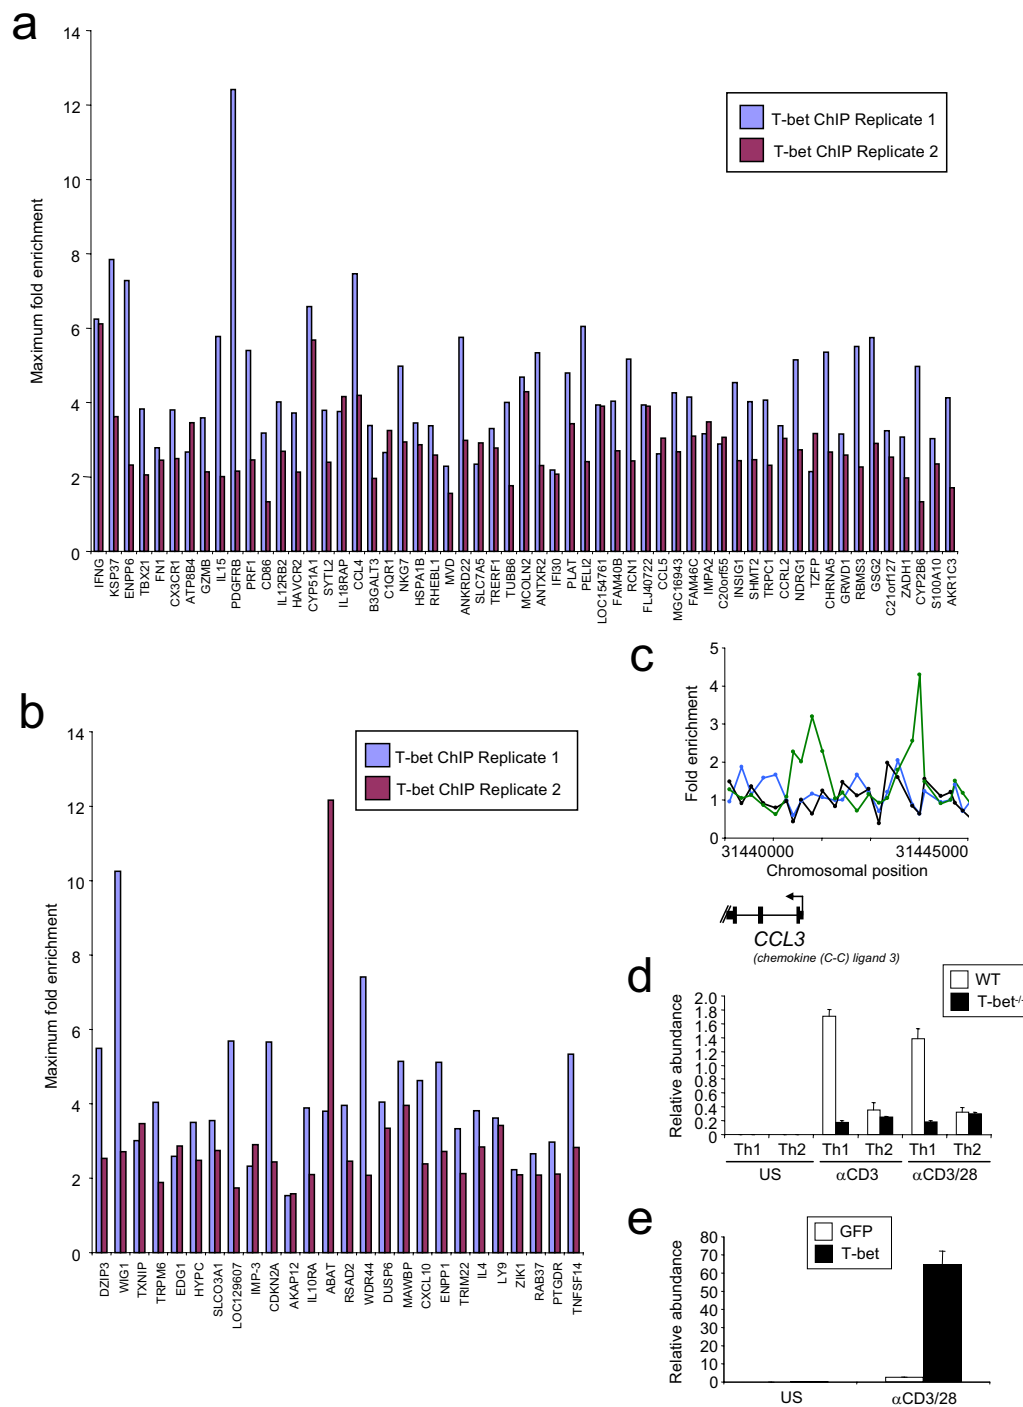 a
14
12
10
8
6
4
2
0
Maximum fold enrichment
T-bet ChIP Replicate 1
T-bet ChIP Replicate 2
IFNG
KSP37
ENPP6
TBX21
FN1
CX3CR1
ATP8B4
GZMB
IL15
PDGFRB
PRF1
CD86
IL12RB2
HAVCR2
CYP51A1
SYTL2
IL18RAP
CCL4
B3GALT3
C1QR1
NKG7
HSPA1B
RHEBL1
MVD
ANKRD22
SLC7A5
TRERF1
TUBB6
MCOLN2
ANTXR2
IFI30
PLAT
PELI2
LOC154761
FAM40B
RCN1
FLJ40722
CCL5
MGC16943
FAM46C
IMPA2
C20orf55
INSIG1
SHMT2
TRPC1
CCRL2
NDRG1
TZFP
CHRNA5
GRWD1
RBMS3
GSG2
C21orf127
ZADH1
CYP2B6
S100A10
AKR1C3
b
14
12
10
8
6
4
2
0
Maximum fold enrichment
T-bet ChIP Replicate 1
T-bet ChIP Replicate 2
DZIP3
WIG1
TXNIP
TRPM6
EDG1
HYPC
SLCO3A1
LOC129607
IMP-3
CDKN2A
AKAP12
IL10RA
ABAT
RSAD2
WDR44
DUSP6
MAWBP
CXCL10
ENPP1
TRIM22
IL4
LY9
ZIK1
RAB37
PTGDR
TNFSF14
c
5
4
3
2
1
0
Fold enrichment
31440000 31445000
Chromosomal position
CCL3
(chemokine (C-C) ligand 3)
d
WT
T-bet-/-
2.0
1.8
1.6
1.4
1.2
1.0
0.8
0.6
0.4
0.2
0
Relative abundance
Th1 Th2 Th1 Th2 Th1 Th2
US αCD3 αCD3/28
e
GFP
T-bet
80
70
60
50
40
30
20
10
0
Relative abundance
US αCD3/28